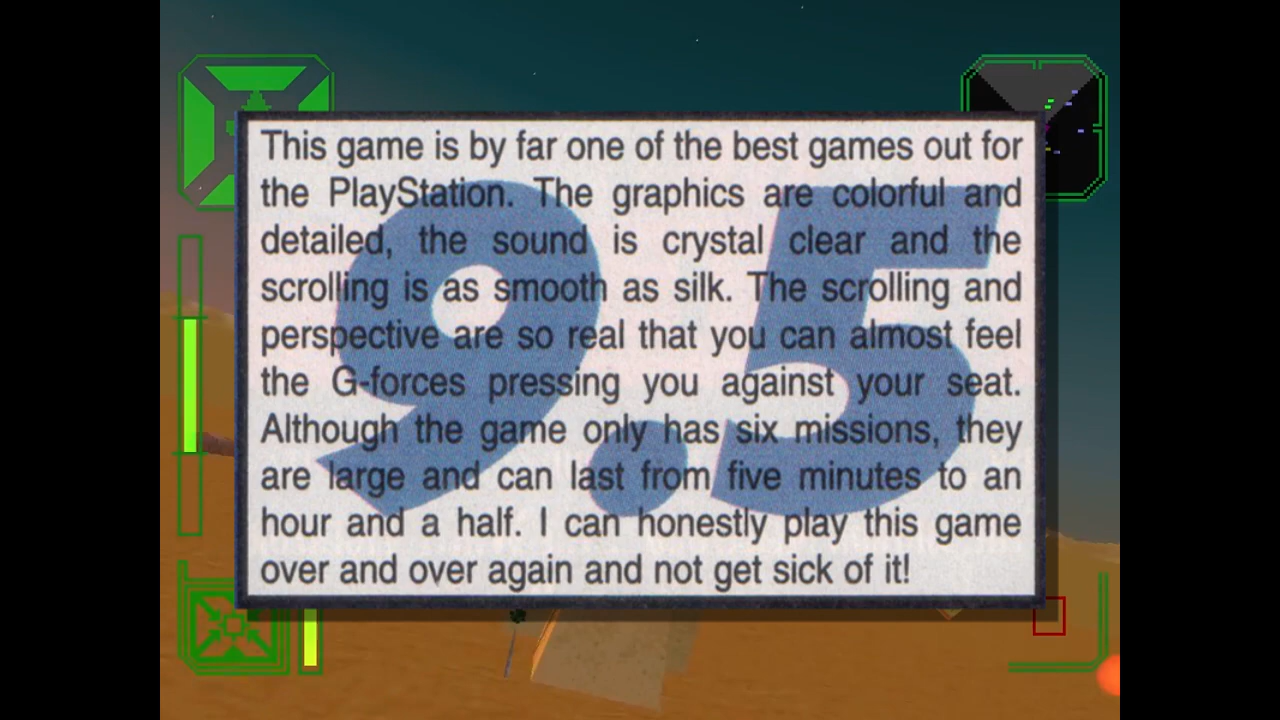 This game is by far one of the best games out for
the PlayStation. The graphics are colorful and
detailed, the sound is crystal clear and the
scrolling is as smooth as silk. The scrolling and
perspective are so real that you can almost feel
the G-forces pressing you against your seat.
Although the game only has six missions, they
are large and can last from five minutes to an
hour and a half. I can honestly play this game
over and over again and not get sick of it!
9.5